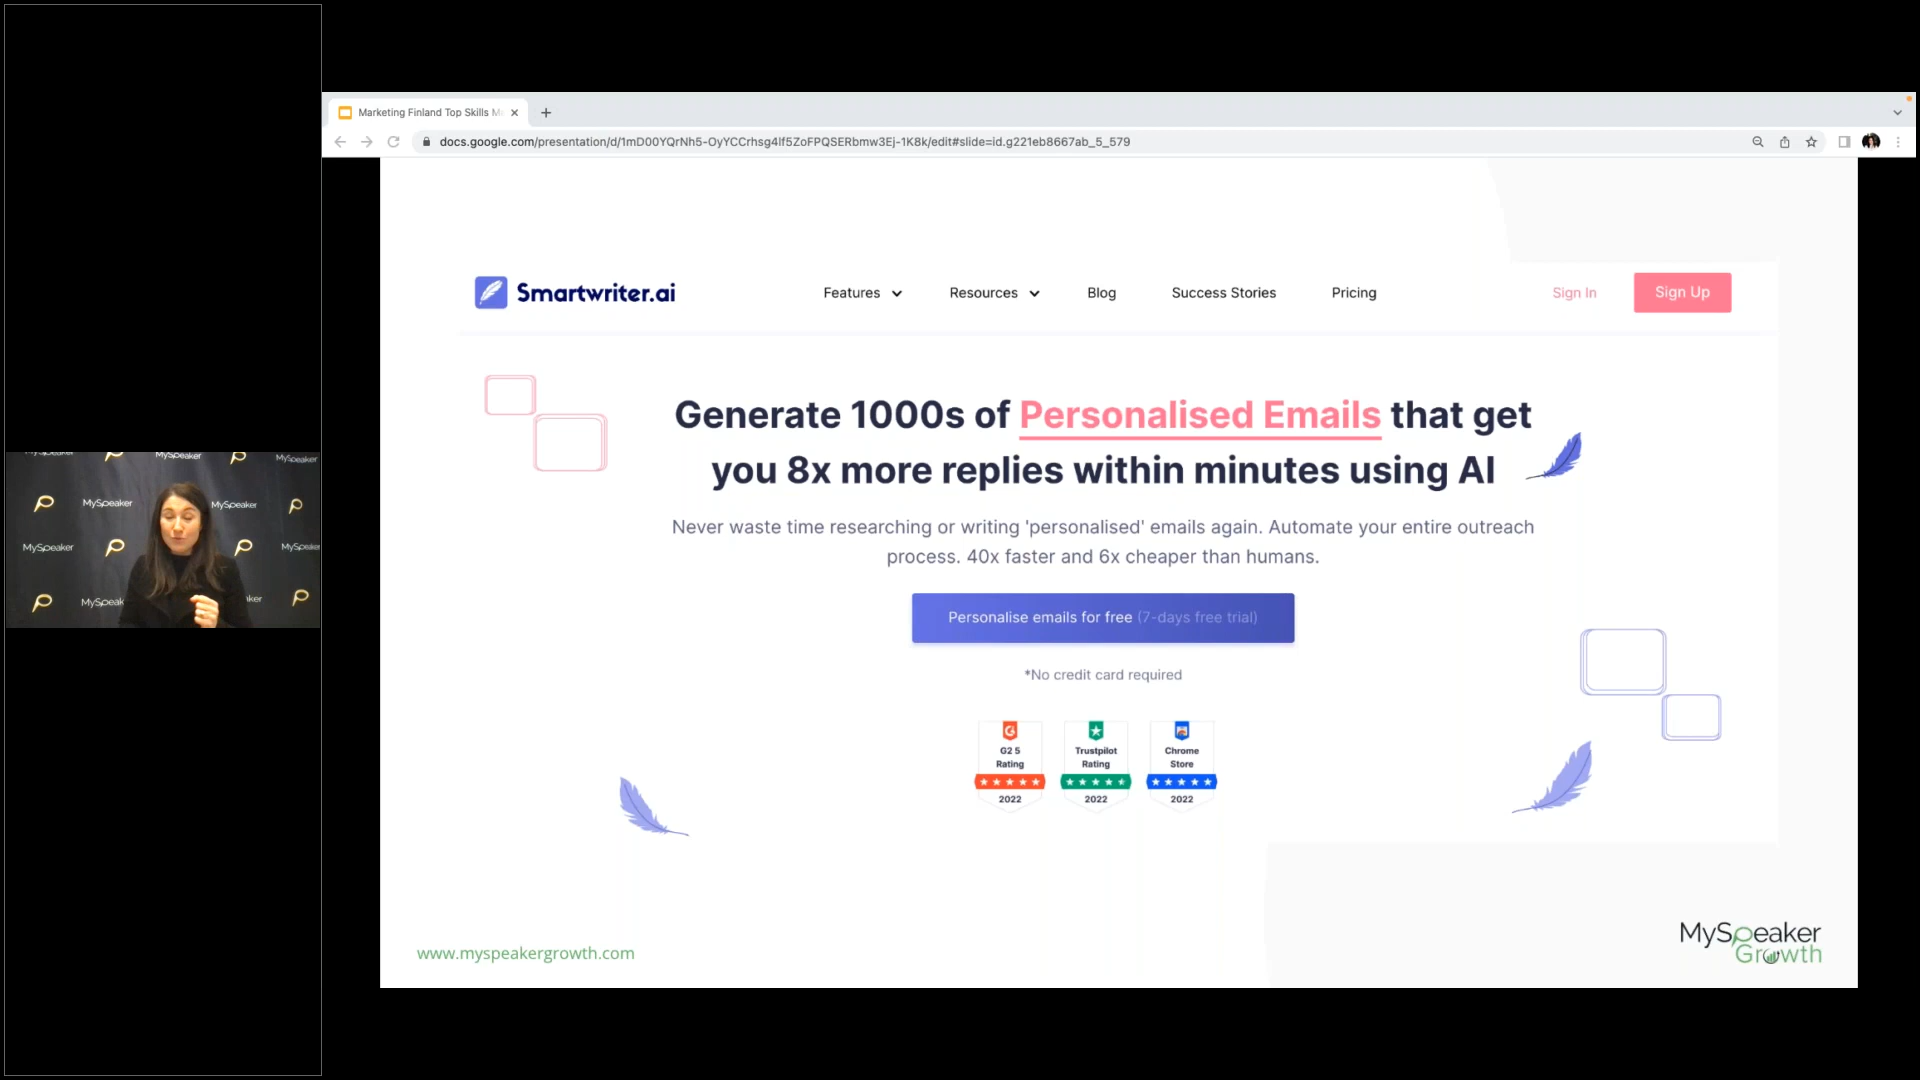 Marketing Finland Top Skills M
docs.google.com/presentation/d/1mD00YQrNh5-OyYCCrhsg4lf5ZoFPQSERbmw3Ej-1K8k/edit#slide=id.g221eb8667ab_5_579
Smartwriter.ai
Features
Resources
Blog
Success Stories
Pricing
Sign In
Sign Up
Generate 1000s of Personalised Emails that get
you 8x more replies within minutes using AI
Never waste time researching or writing 'personalised' emails again. Automate your entire outreach
process. 40x faster and 6x cheaper than humans.
Personalise emails for free (7-days free trial)
*No credit card required
G2 5
Rating
2022
Trustpilot
Rating
2022
Chrome
Store
2022
MySpeaker
MySpeaker
MySpeaker MySpeaker
MySpeaker MySpeaker
MySpeak ker
www.myspeakergrowth.com
MySpeaker
Growth